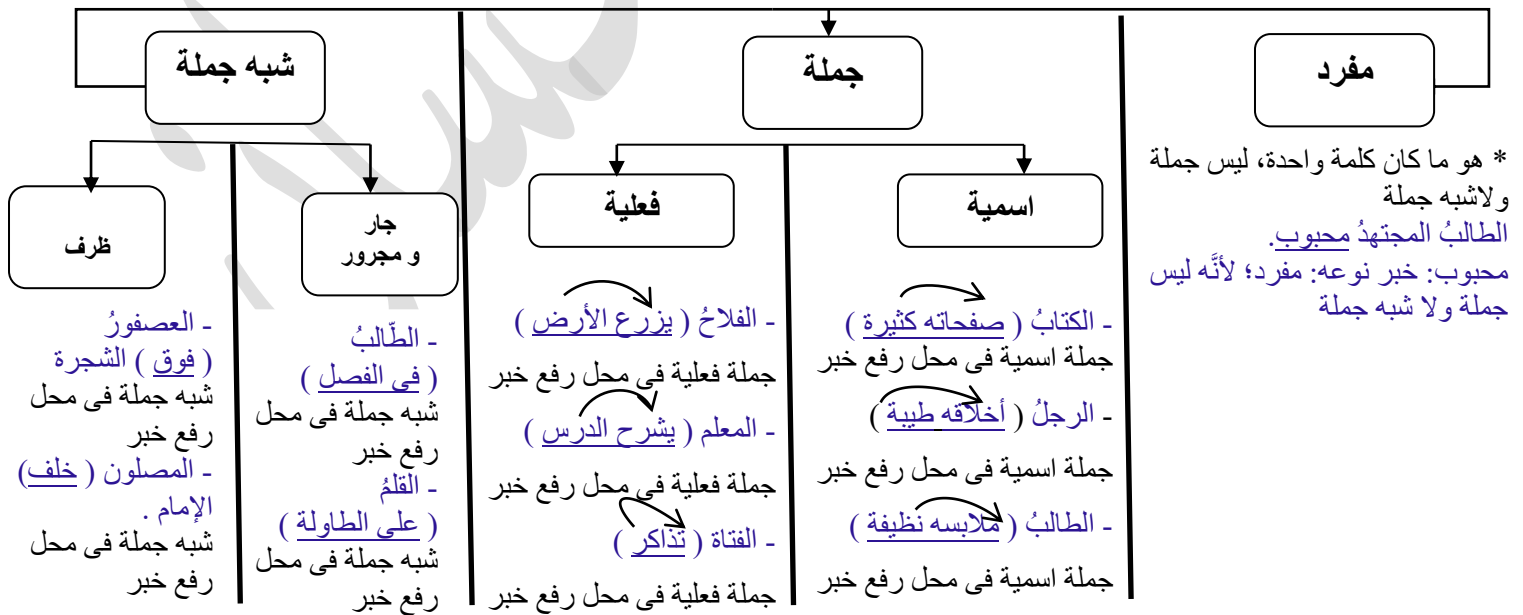 مفرد
* هو ما كان كلمة واحدة، ليس جملة
ولاشبه جملة
الطالبُ المجتهدُ محبوب.
محبوب: خبر نوعه: مفرد؛ لأنَّه ليس
جملة ولا شبه جملة
جملة
اسمية
- الكتابُ ( صفحاته كثيرة )
جملة اسمية فى محل رفع خبر
- الرجلُ ( أخلاقه طيبة )
جملة اسمية فى محل رفع خبر
- الطالبُ ( ملابسه نظيفة )
جملة اسمية فى محل رفع خبر
فعلية
- الفلاحُ ( يزرع الأرض )
جملة فعلية فى محل رفع خبر
- المعلم ( يشرح الدرس )
جملة فعلية فى محل رفع خبر
- الفتاة ( تذاكر )
جملة فعلية فى محل رفع خبر
شبه جملة
جار
و مجرور
- الطّالبُ
( فى الفصل )
شبه جملة فى محل
رفع خبر
- القلمُ
( على الطاولة )
شبه جملة فى محل
رفع خبر
ظرف
- العصفورُ
( فوق ) الشجرة
شبه جملة فى محل
رفع خبر
- المصلون ( خلف)
الإمام .
شبه جملة فى محل
رفع خبر